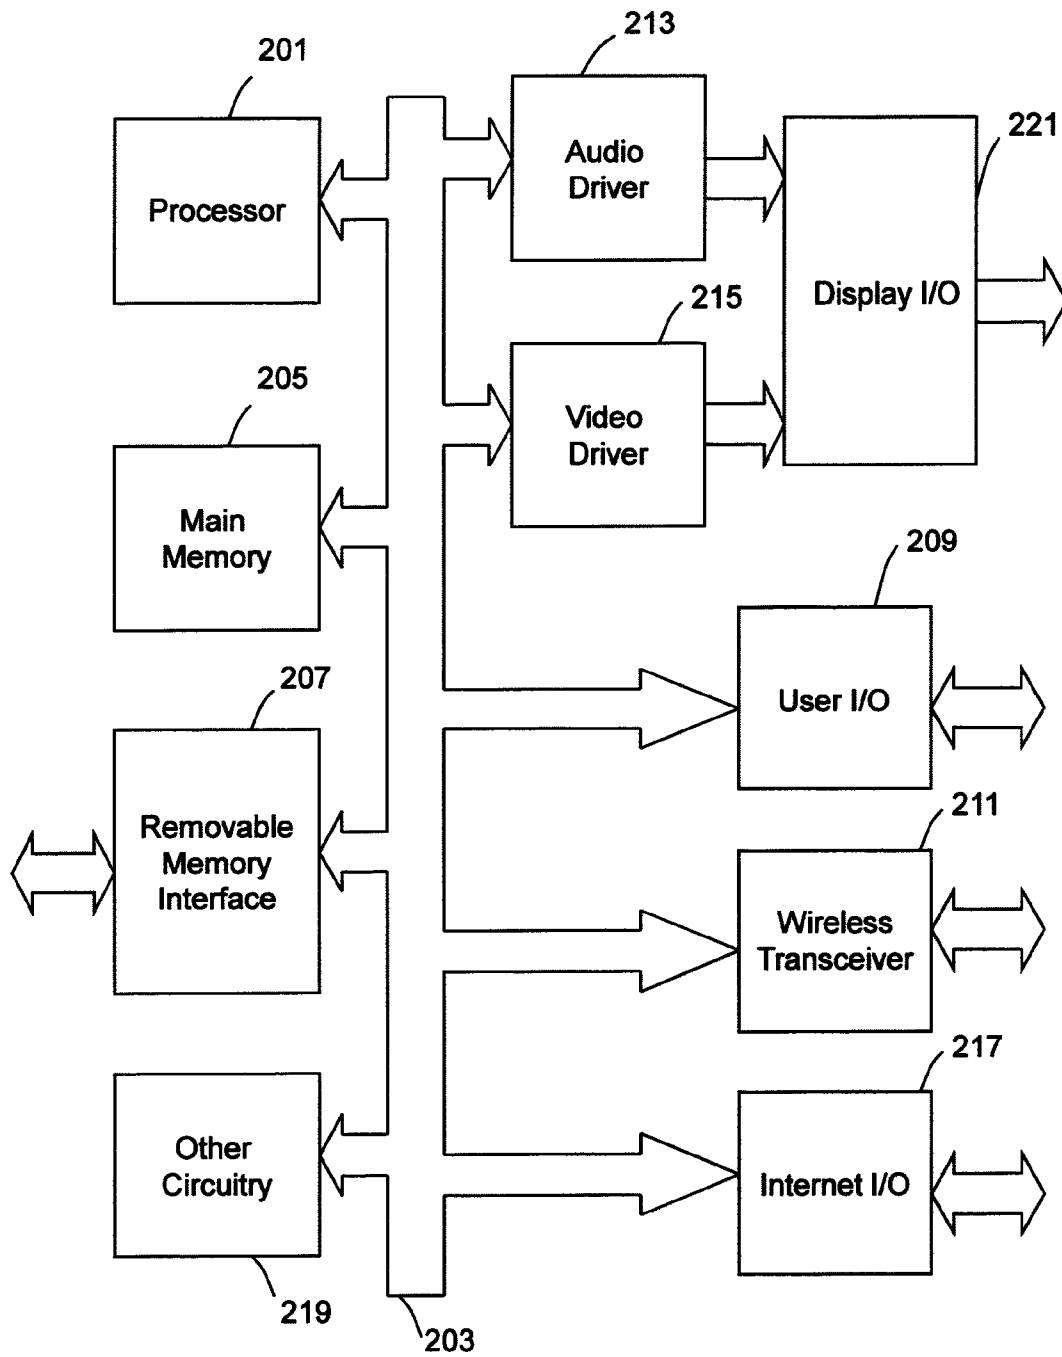 201
Processor
213
Audio
Driver
221
Display I/O
215
Video
Driver
205
Main
Memory
209
User I/O
207
Removable
Memory
Interface
211
Wireless
Transceiver
217
Internet I/O
Other
Circuitry
219
203